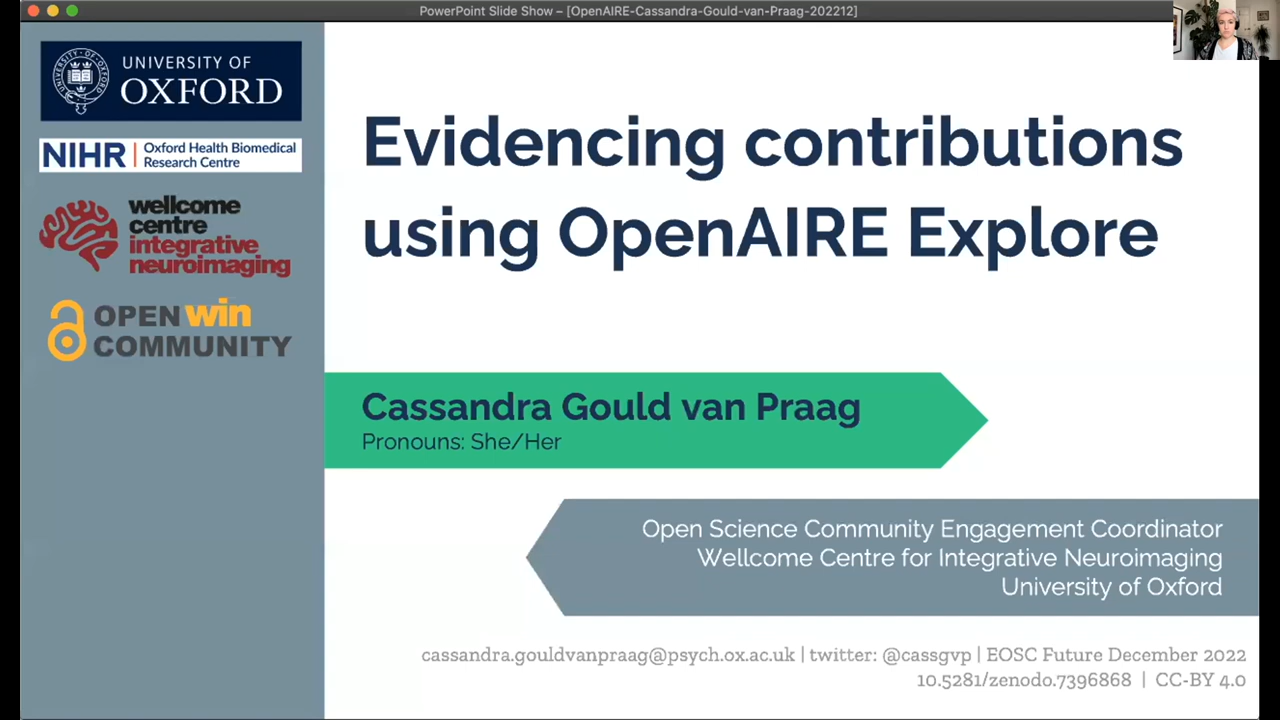 PowerPoint Slide Show – [OpenAIRE-Cassandra-Gould-van-Praag-202212]
UNIVERSITY OF
OXFORD
NIHR | Oxford Health Biomedical
Research Centre
wellcome
centre
integrative
neuroimaging
OPEN win
COMMUNITY
Evidencing contributions
using OpenAIRE Explore
Cassandra Gould van Praag
Pronouns: She/Her
Open Science Community Engagement Coordinator
Wellcome Centre for Integrative Neuroimaging
University of Oxford
cassandra.gouldvanpraag@psych.ox.ac.uk | twitter: @cassgvp | EOSC Future December 2022
10.5281/zenodo.7396868 | CC-BY 4.0